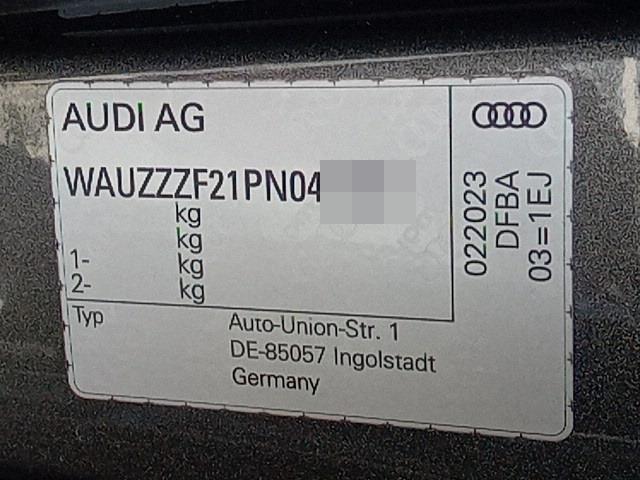 AUDI AG
WAUZZZF21PN04
kg
kg
1- kg
2- kg
Typ
Auto-Union-Str. 1
DE-85057 Ingolstadt
Germany
022023
DFBA
03=1EJ